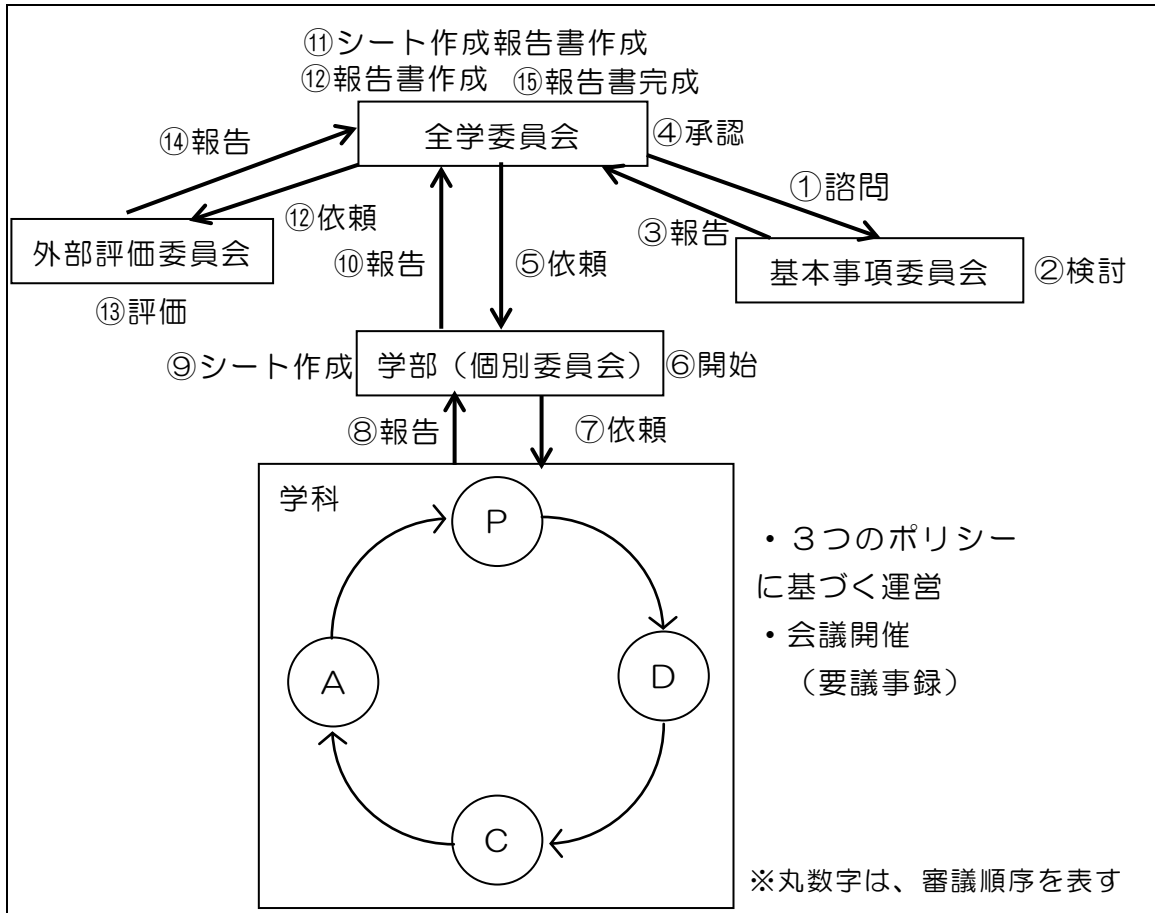 ⑪シート作成報告書作成
⑫報告書作成 ⑮報告書完成
⑭報告
全学委員会
④承認
①諮問
⑫依頼
③報告
外部評価委員会
⑩報告
⑤依頼
基本事項委員会
②検討
⑬評価
⑨シート作成
学部（個別委員会）
⑥開始
⑧報告
⑦依頼
学科
P
・３つのポリシー
に基づく運営
・会議開催
（要議事録）
A
D
C
※丸数字は、審議順序を表す